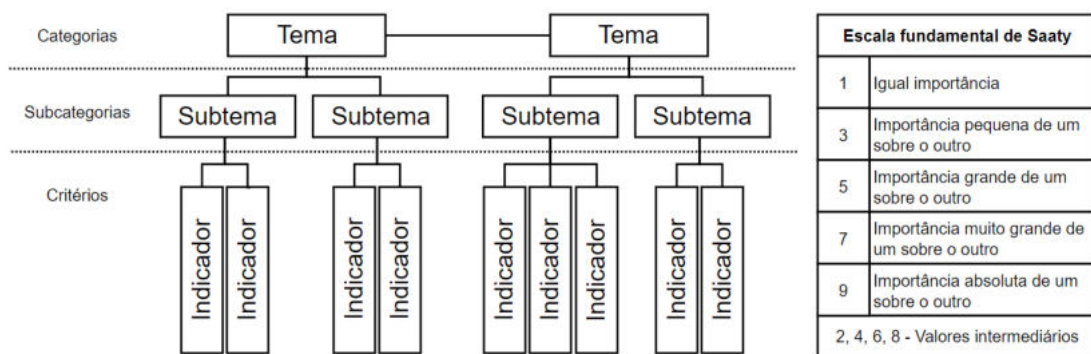 Categorias
Tema
Tema
Subcategorias
Subtema
Subtema
Subtema
Subtema
Critérios
Indicador
Indicador
Indicador
Indicador
Indicador
Indicador
Indicador
Indicador
Indicador
Escala fundamental de Saaty
1
Igual importância
3
Importância pequena de um
sobre o outro
5
Importância grande de um
sobre o outro
7
Importância muito grande de
um sobre o outro
9
Importância absoluta de um
sobre o outro
2, 4, 6, 8 - Valores intermediários